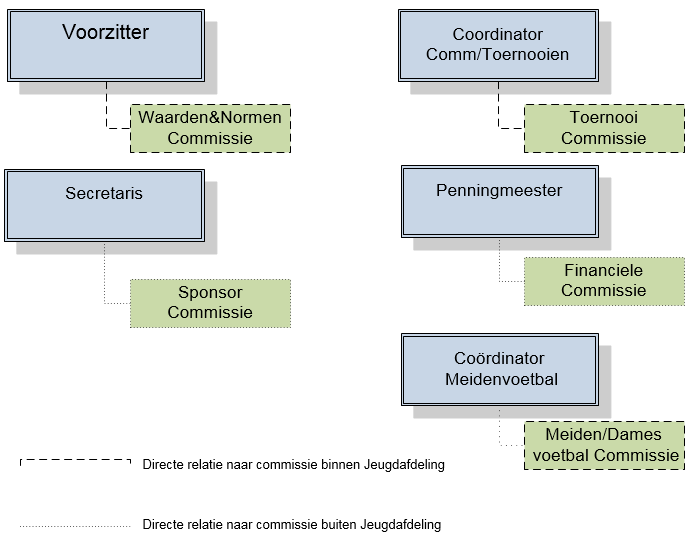 Voorzitter
Waarden&Normen
Commissie
Coordinator
Comm/Toernooien
Toernooi
Commissie
Secretaris
Sponsor
Commissie
Penningmeester
Financiele
Commissie
Coördinator
Meidenvoetbal
Meiden/Dames
voetbal Commissie
Directe relatie naar commissie binnen Jeugdafdeling
Directe relatie naar commissie buiten Jeugdafdeling